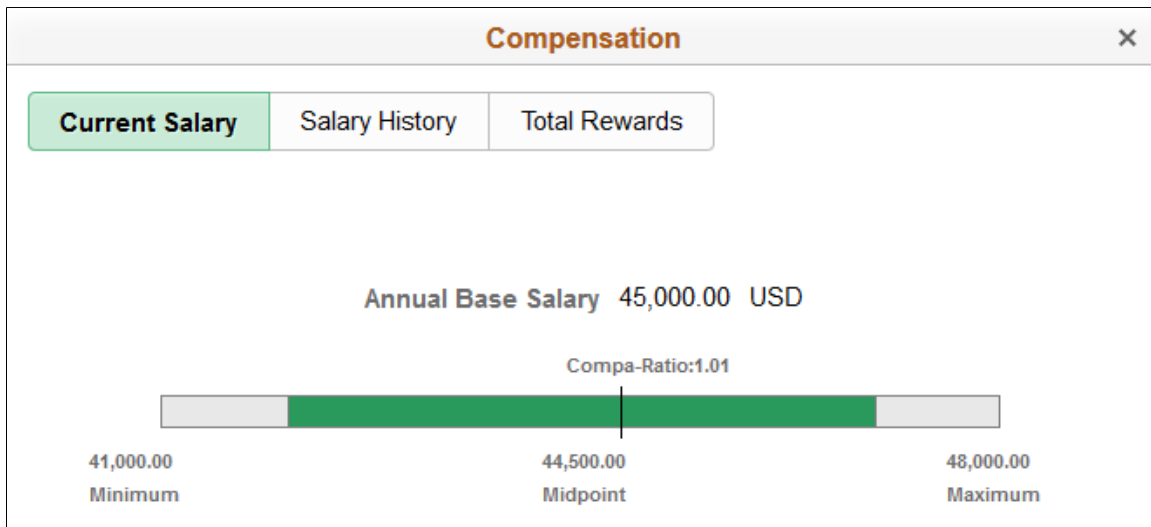 Compensation ×
Current Salary Salary History Total Rewards
Annual Base Salary 45,000.00 USD
Compa-Ratio:1.01
41,000.00 44,500.00 48,000.00
Minimum Midpoint Maximum